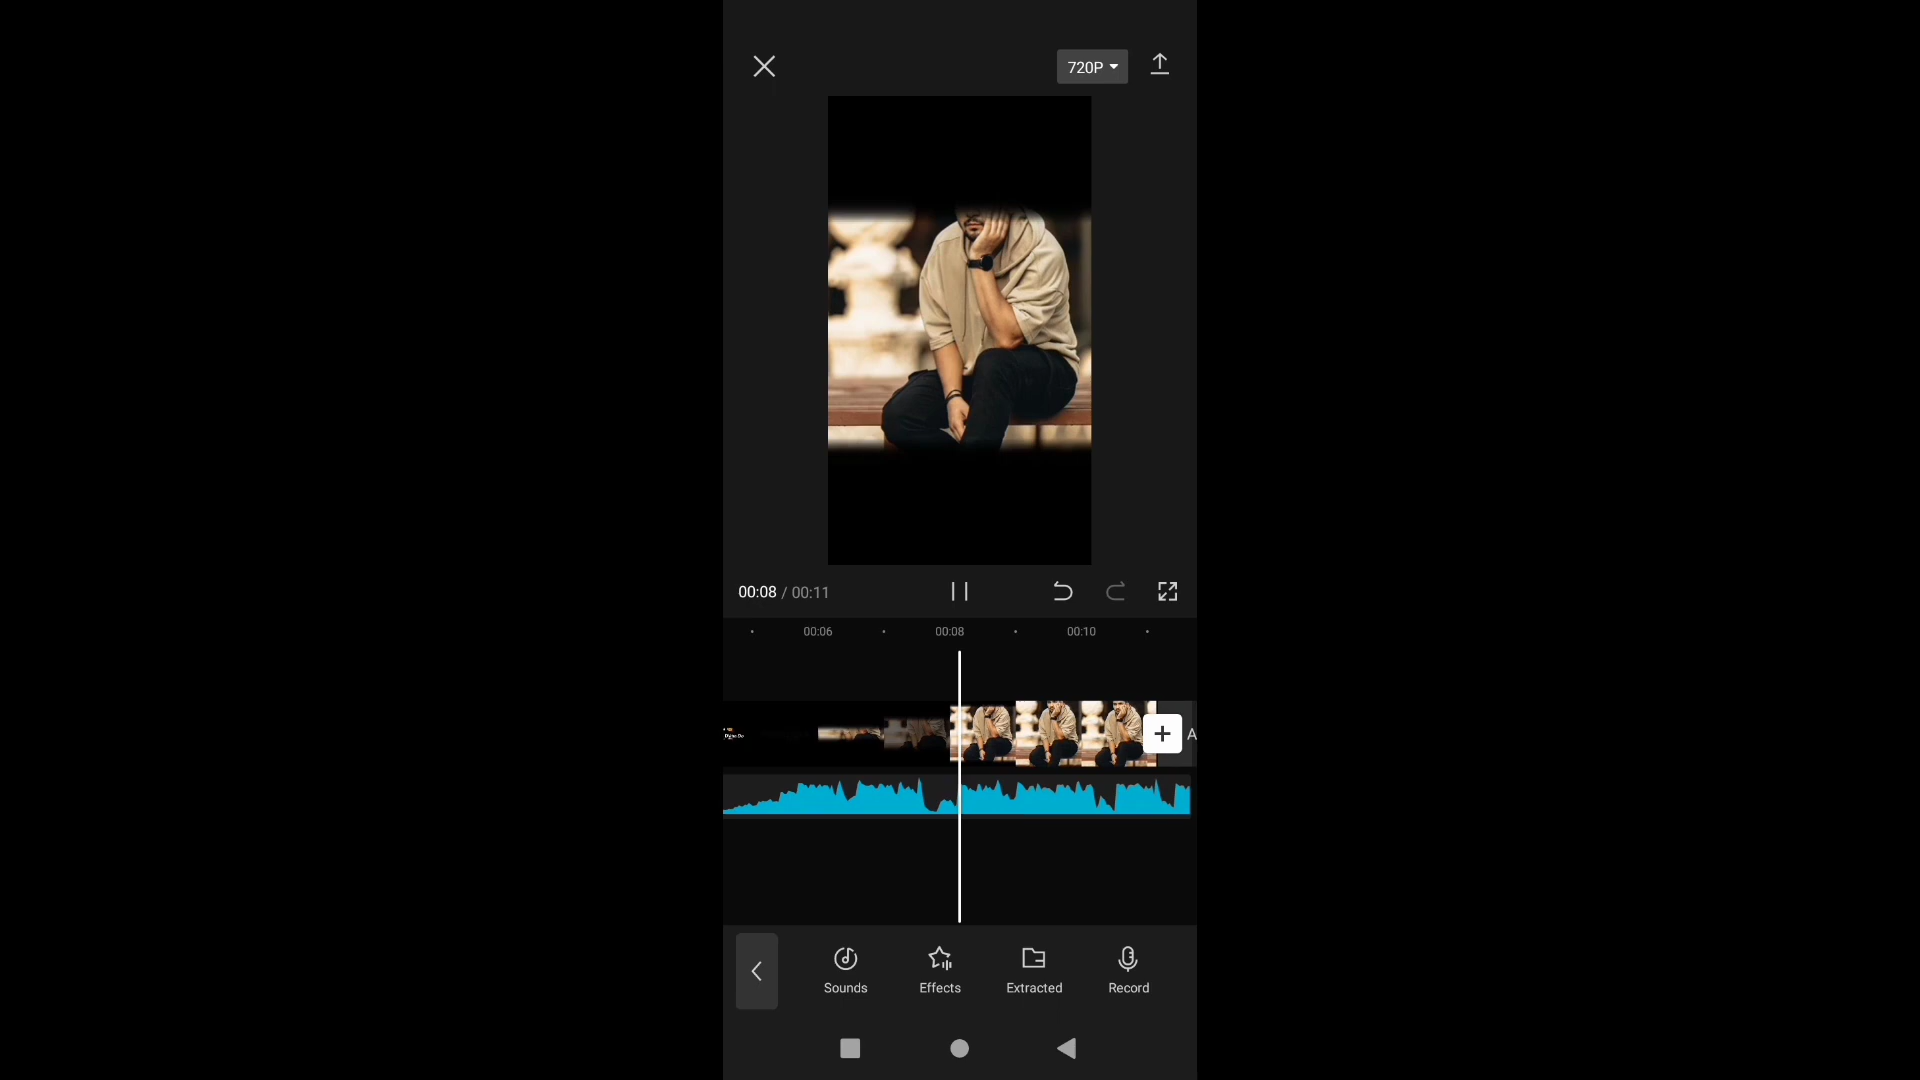 720P
00:08 / 00:11
00:06
00:08
00:10
A
Sounds
Effects
Extracted
Record